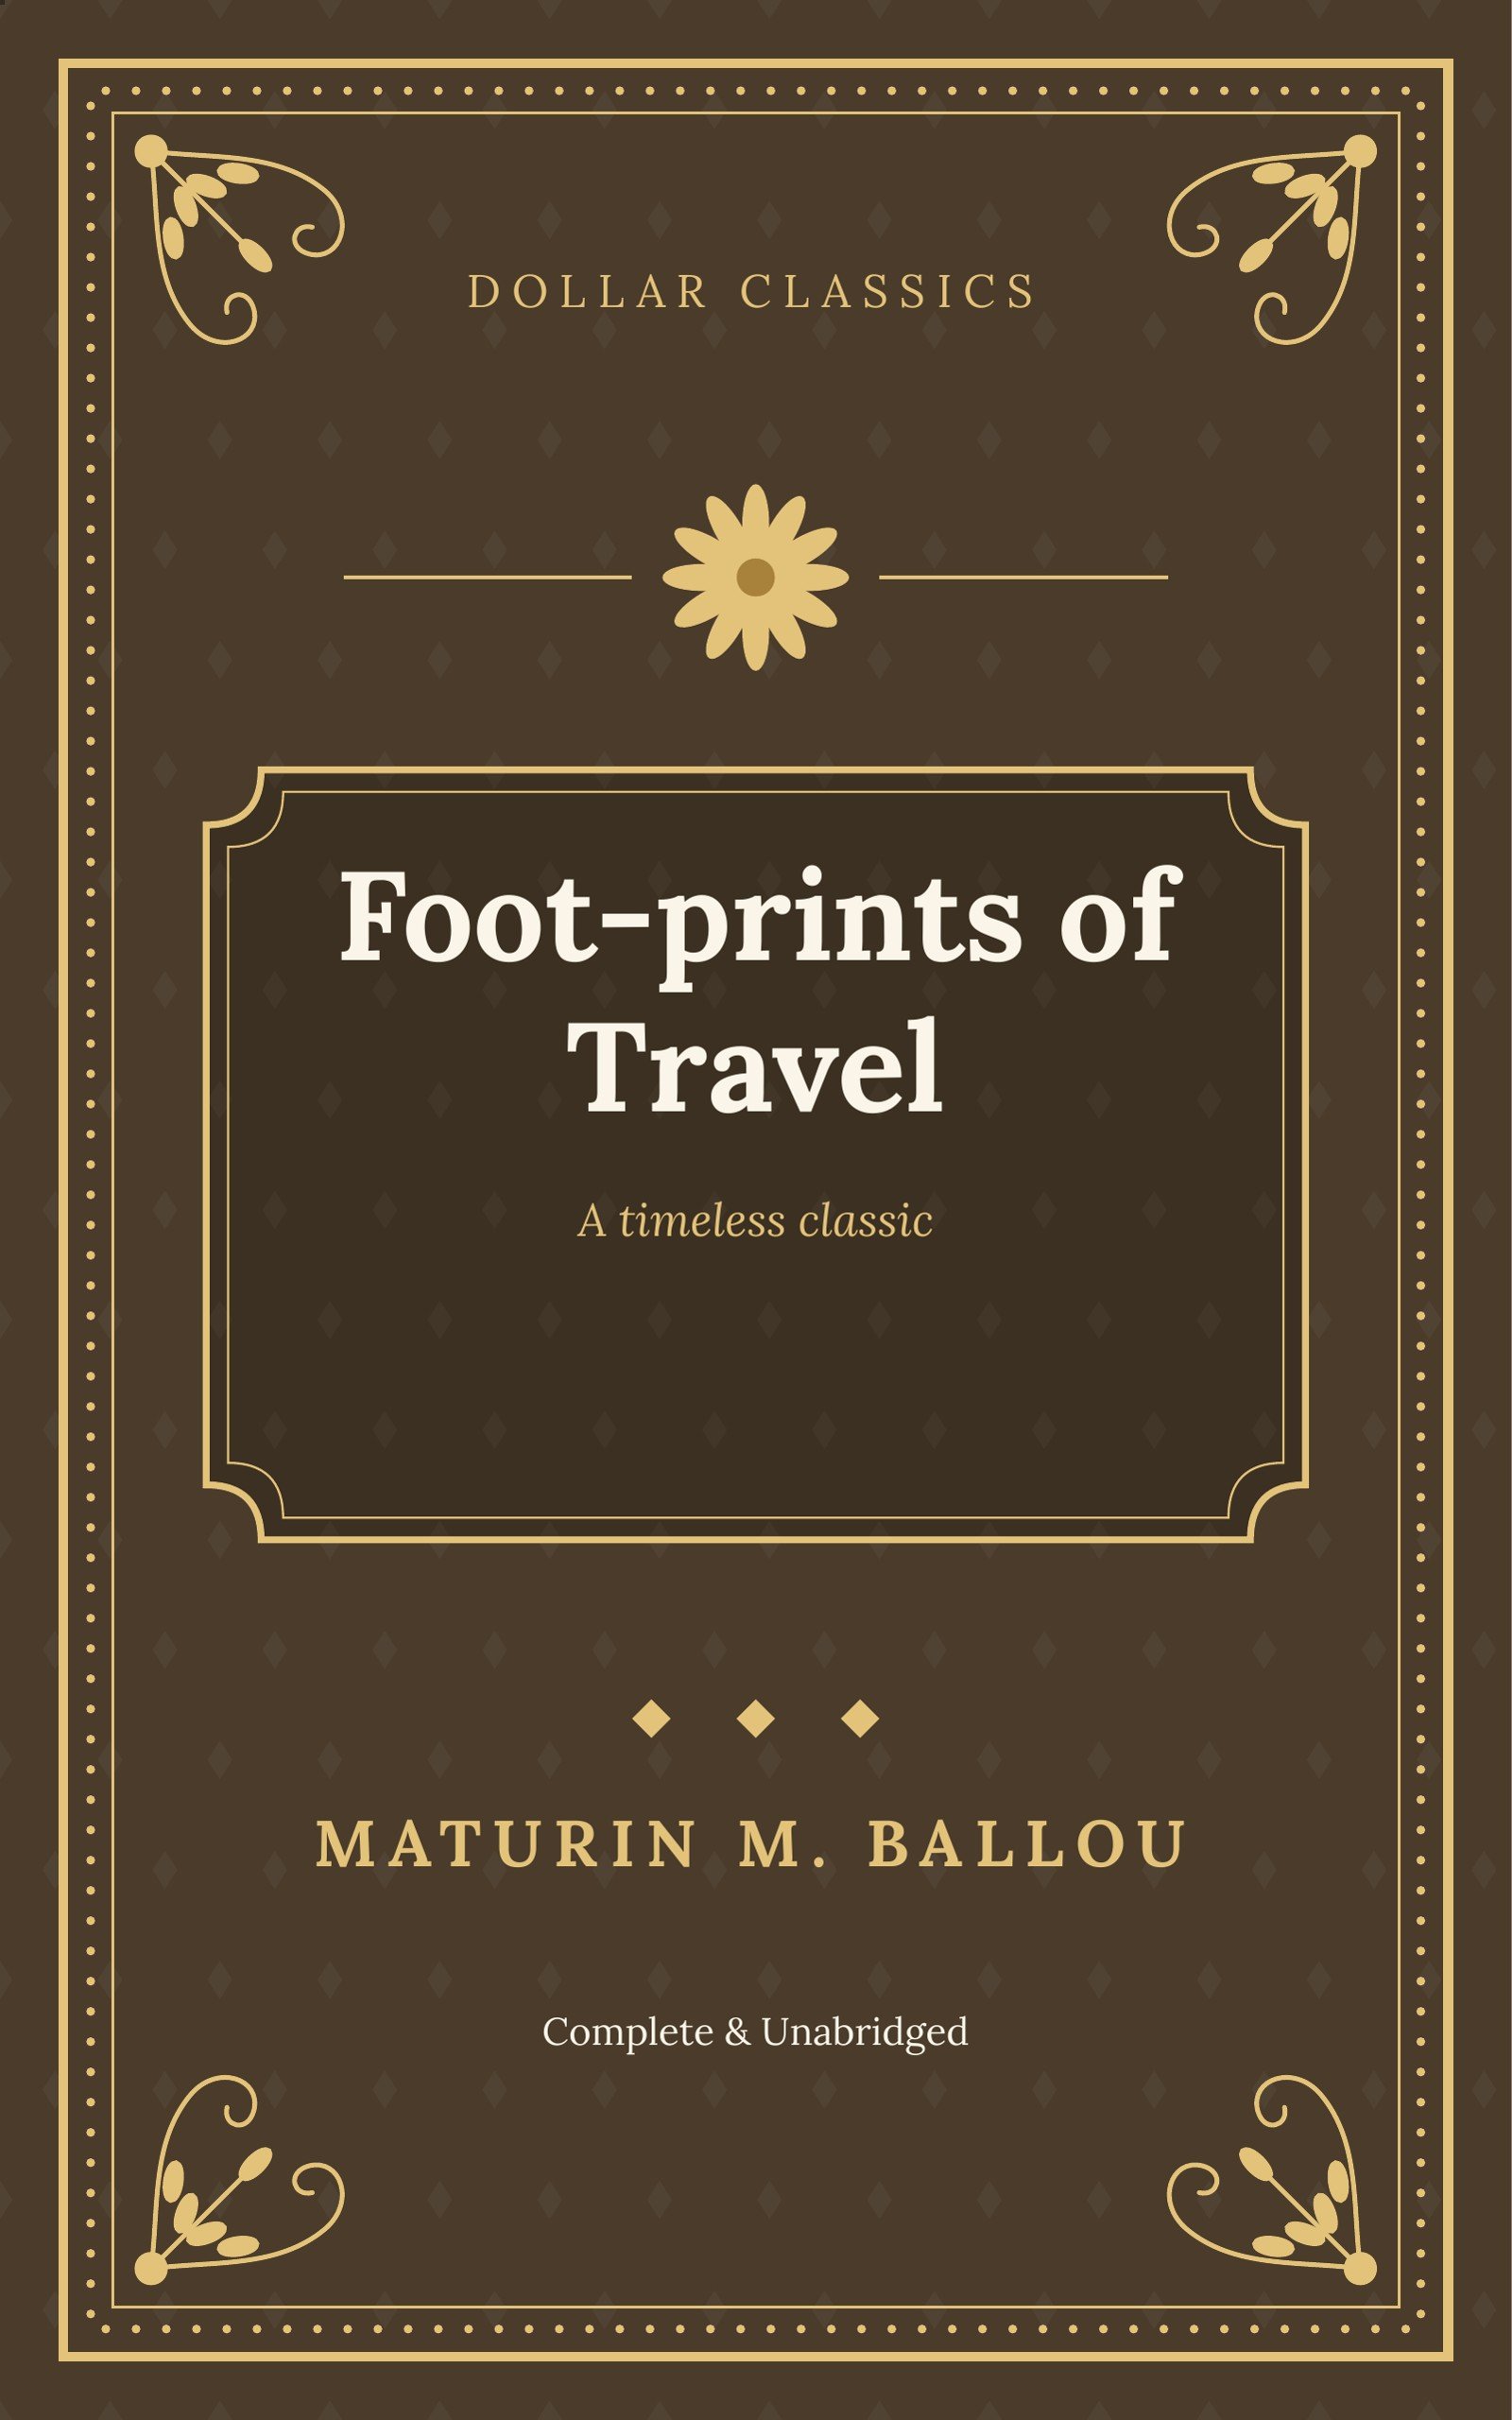 DOLLAR CLASSICS
Foot-prints of
Travel
A timeless classic
MATURIN M. BALLOU
Complete & Unabridged